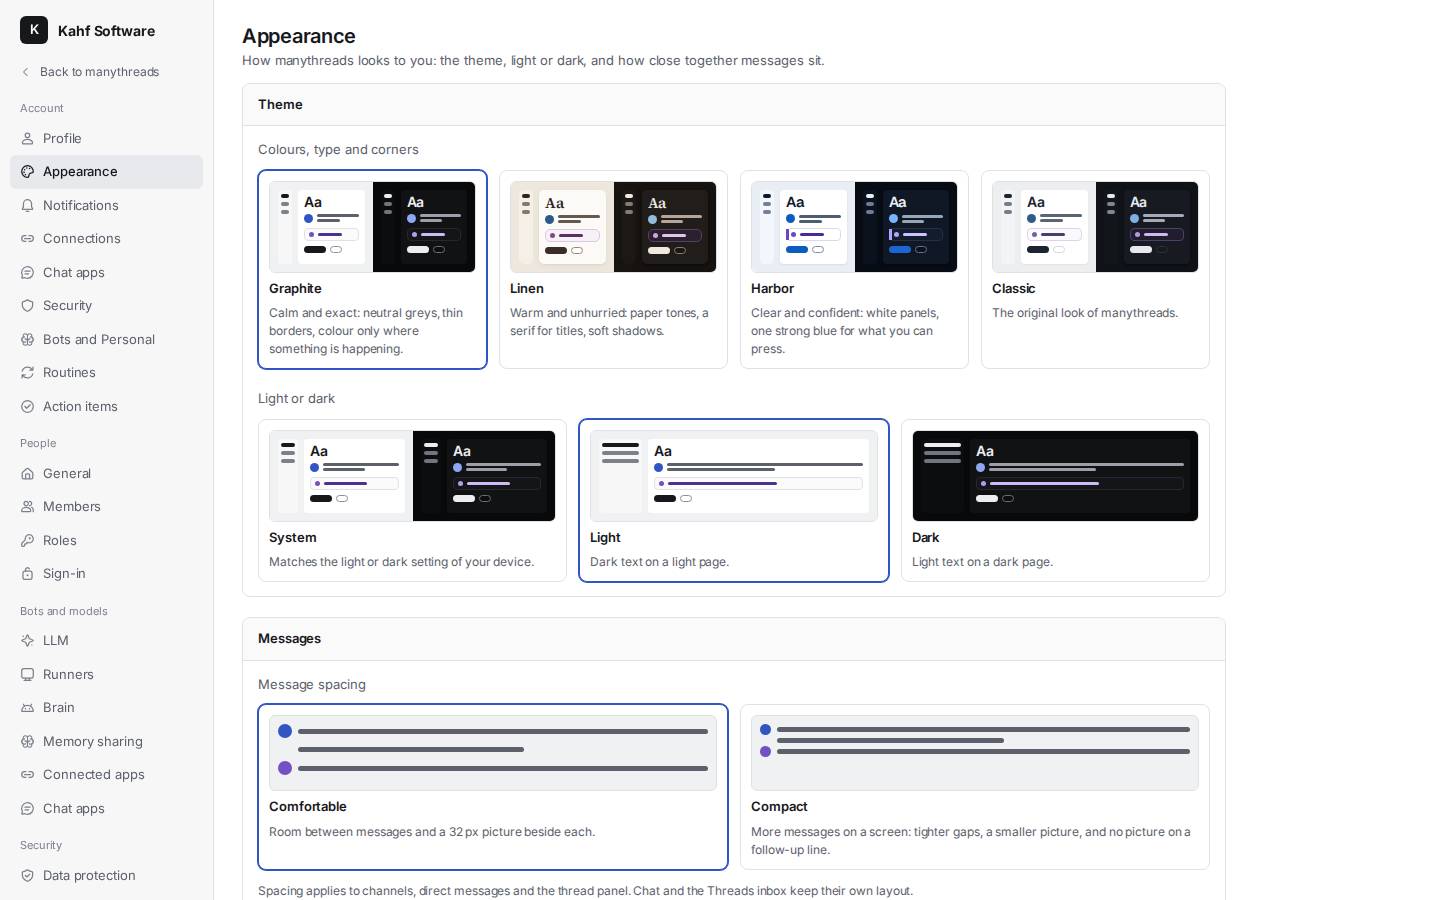 K
Kahf Software
Back to manythreads
Account
Profile
Appearance
Notifications
Connections
Chat apps
Security
Bots and Personal
Routines
Action items
People
General
Members
Roles
Sign-in
Bots and models
LLM
Runners
Brain
Memory sharing
Connected apps
Chat apps
Security
Data protection
Appearance
How manythreads looks to you: the theme, light or dark, and how close together messages sit.
Theme
Colours, type and corners
Aa
Aa
Graphite
Calm and exact: neutral greys, thin
borders, colour only where
something is happening.
Aa
Aa
Linen
Warm and unhurried: paper tones, a
serif for titles, soft shadows.
Aa
Aa
Harbor
Clear and confident: white panels,
one strong blue for what you can
press.
Aa
Aa
Classic
The original look of manythreads.
Light or dark
Aa
Aa
System
Matches the light or dark setting of your device.
Aa
Light
Dark text on a light page.
Aa
Dark
Light text on a dark page.
Messages
Message spacing
Comfortable
Room between messages and a 32 px picture beside each.
Compact
More messages on a screen: tighter gaps, a smaller picture, and no picture on a
follow-up line.
Spacing applies to channels, direct messages and the thread panel. Chat and the Threads inbox keep their own layout.